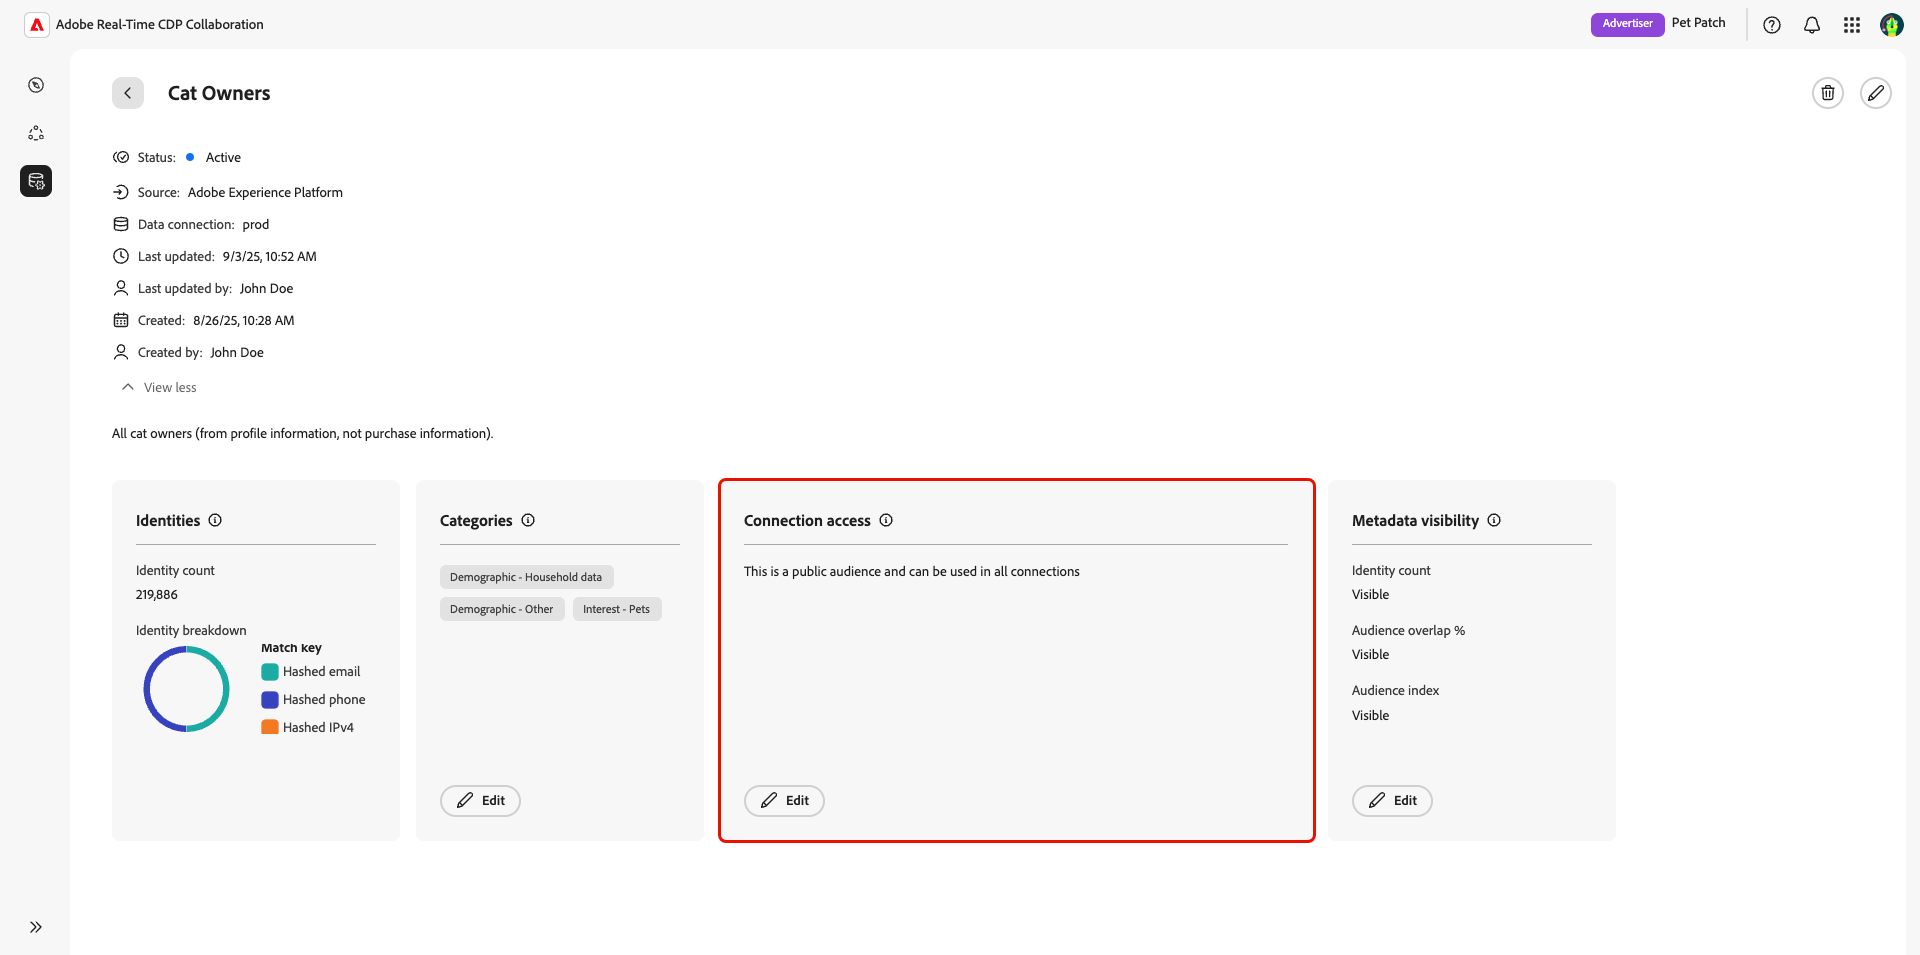 Adobe Real-Time CDP Collaboration
Advertiser
Pet Patch
Cat Owners
Status: Active
Source: Adobe Experience Platform
Data connection: prod
Last updated: 9/3/25, 10:52 AM
Last updated by: John Doe
Created: 8/26/25, 10:28 AM
Created by: John Doe
View less
All cat owners (from profile information, not purchase information).
Identities
Identity count
219,886
Identity breakdown
Match key
Hashed email
Hashed phone
Hashed IPv4
Categories
Demographic - Household data
Demographic - Other
Interest - Pets
Edit
Connection access
This is a public audience and can be used in all connections
Edit
Metadata visibility
Identity count
Visible
Audience overlap %
Visible
Audience index
Visible
Edit